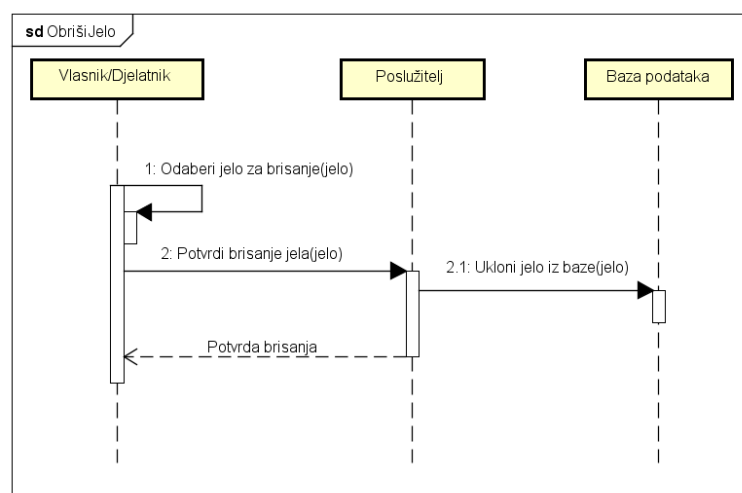 sd ObrišiJelo
Vlasnik/Djelatnik
Poslužitelj
Baza podataka
1: Odaberi jelo za brisanje(jelo)
2: Potvrdi brisanje jela(jelo)
2.1: Ukloni jelo iz baze(jelo)
Potvrda brisanja